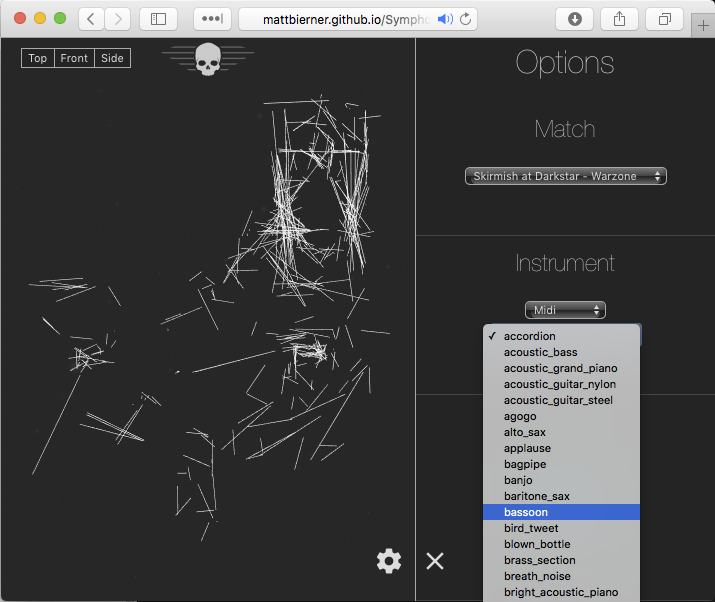 mattbierner.github.io/Sympho
Top Front Side
Options
Match
Skirmish at Darkstar - Warzone
Instrument
Midi
✓ accordion
acoustic_bass
acoustic_grand_piano
acoustic_guitar_nylon
acoustic_guitar_steel
agogo
alto_sax
applause
bagpipe
banjo
baritone_sax
bassoon
bird_tweet
blown_bottle
brass_section
breath_noise
bright_acoustic_piano